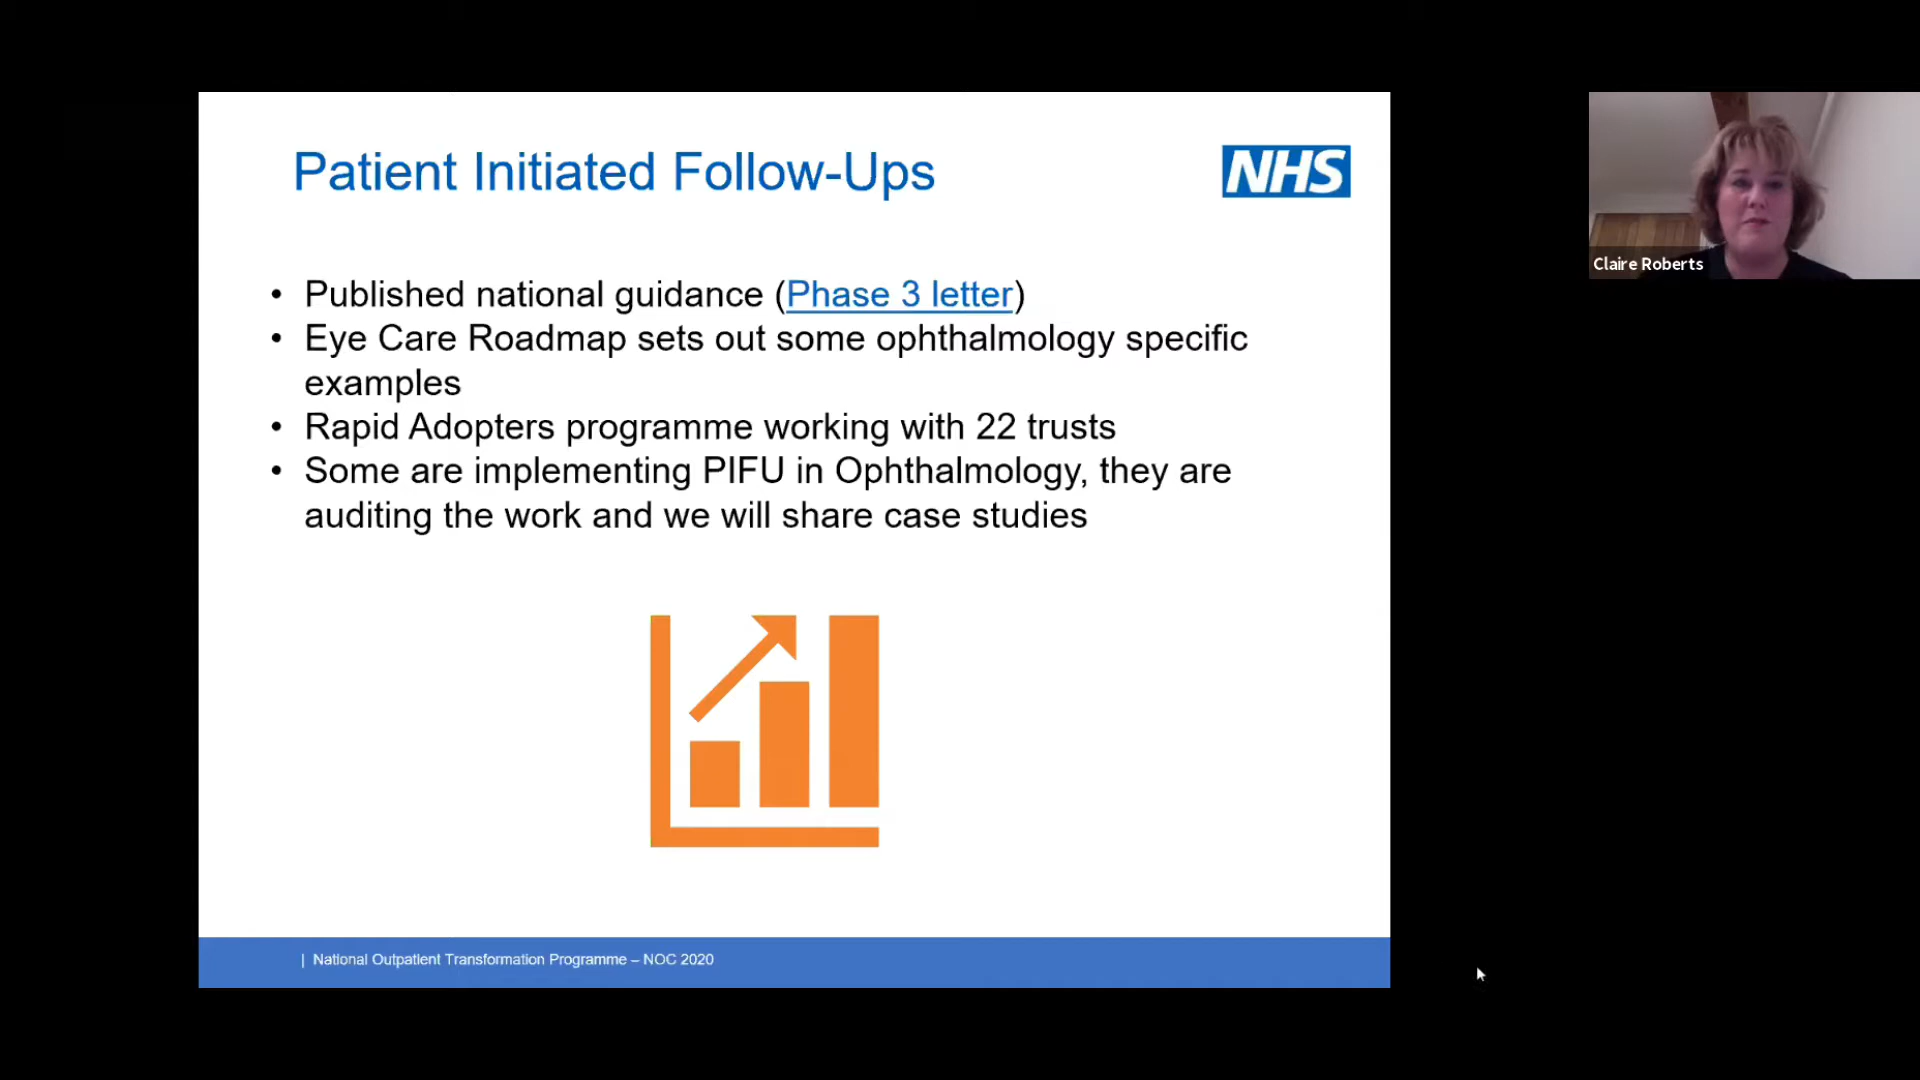 Patient Initiated Follow-Ups
NHS
• Published national guidance (Phase 3 letter)
• Eye Care Roadmap sets out some ophthalmology specific
examples
• Rapid Adopters programme working with 22 trusts
• Some are implementing PIFU in Ophthalmology, they are
auditing the work and we will share case studies
| National Outpatient Transformation Programme – NOC 2020
Claire Roberts